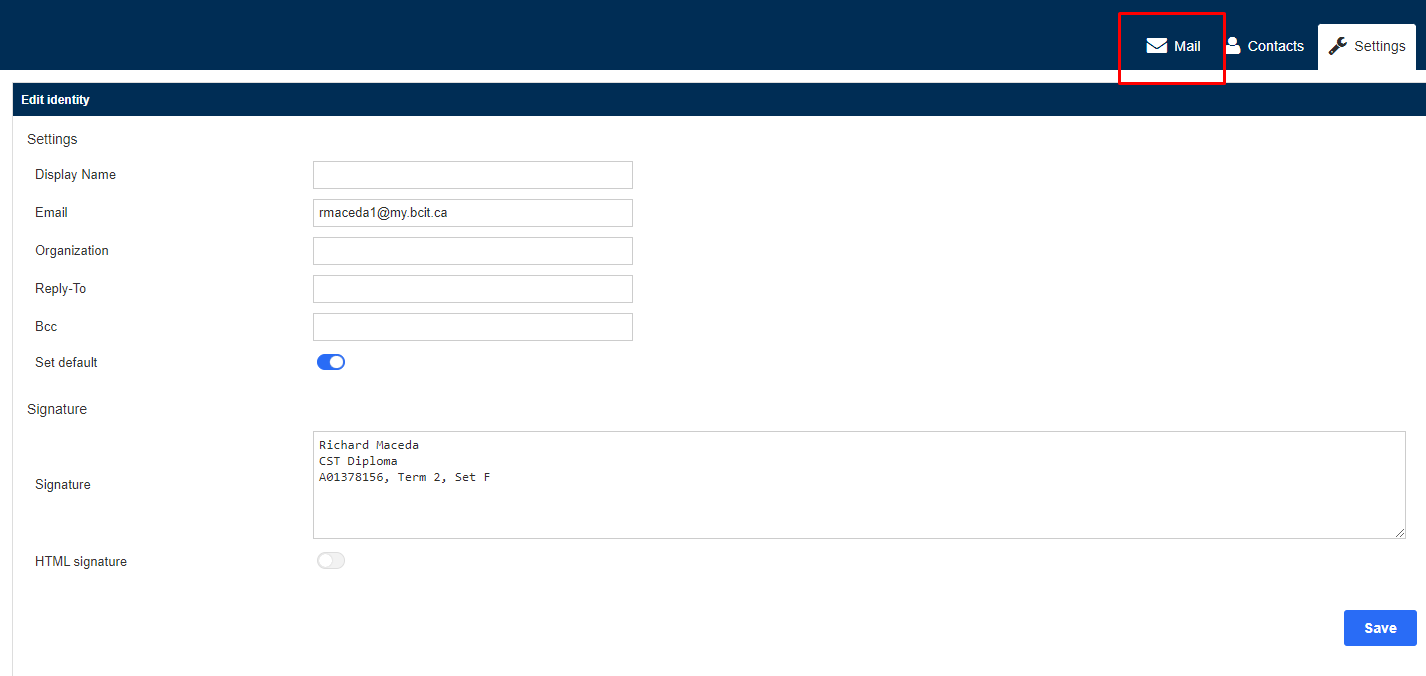 Mail
Contacts
Settings
Edit identity
Settings
Display Name
Email rmaceda1@my.bcit.ca
Organization
Reply-To
Bcc
Set default
Signature
Signature
Richard Maceda
CST Diploma
A01378156, Term 2, Set F
HTML signature
Save